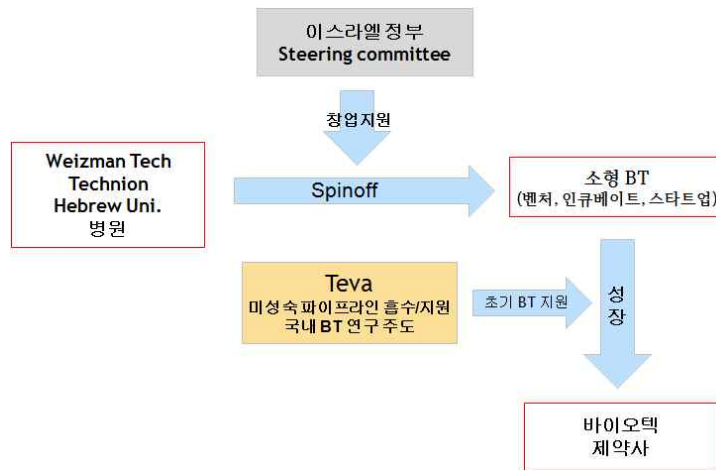 이스라엘 정부
Steering committee
창업지원
Weizman Tech
Technion
Hebrew Uni.
병원
Spinoff
소형 BT
(벤처, 인큐베이트, 스타트업)
Teva
미성숙 파이프라인 흡수/지원
국내 BT 연구 주도
초기 BT 지원
성
장
바이오텍
제약사